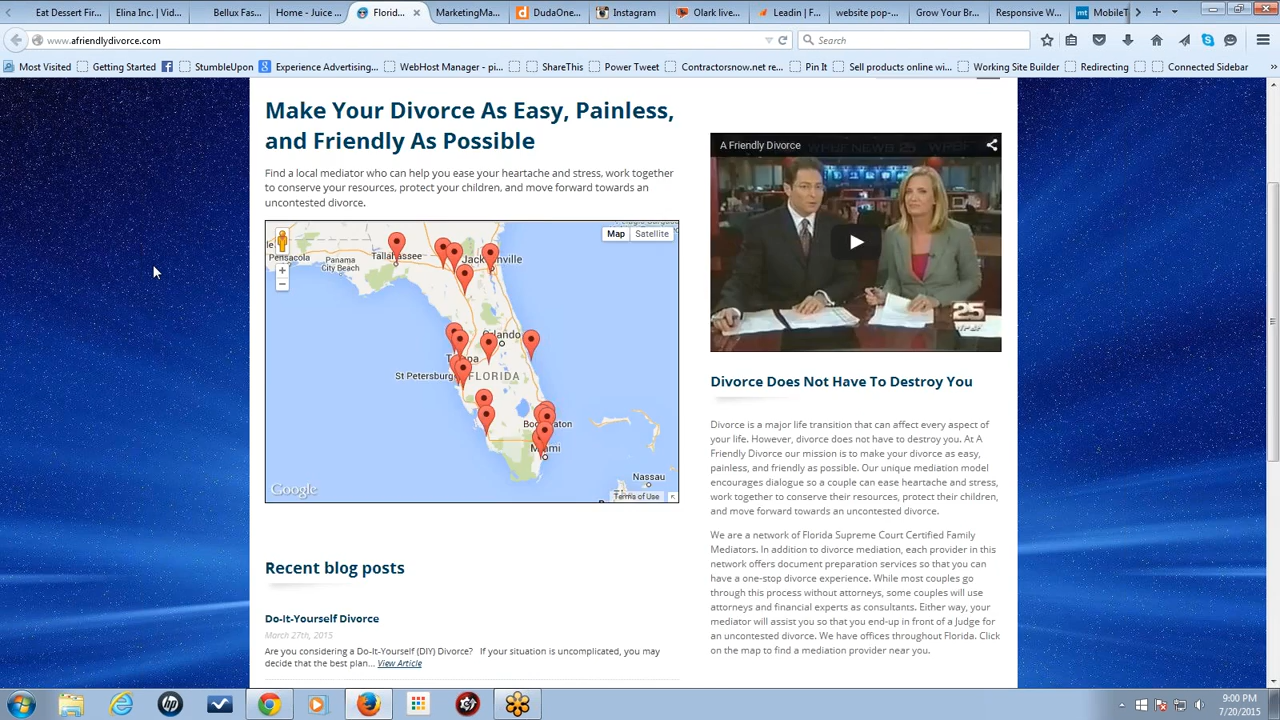 Eat Dessert Fir... Elina Inc. | Vid... Bellux Fas... Home - Juice ... Florid... MarketingMa... DudaOne... Instagram Olark live... Leadin | F... website pop-... Grow Your Br... Responsive W... mt MobileT
www.afriendlydivorce.com Search
Most Visited Getting Started StumbleUpon Experience Advertising... WebHost Manager - pi... ShareThis Power Tweet Contractorsnow.net re... Pin It Sell products online wi... Working Site Builder Redirecting Connected Sidebar
Make Your Divorce As Easy, Painless,
and Friendly As Possible
Find a local mediator who can help you ease your heartache and stress, work together
to conserve your resources, protect your children, and move forward towards an
uncontested divorce.
Map Satellite
Pensacola
Panama
City Beach
Tallahassee
Jacksonville
Orlando
Tampa
St Petersburg
FLORIDA
Miami
Nassau
Google
Terms of Use
Recent blog posts
Do-It-Yourself Divorce
March 27th, 2015
Are you considering a Do-It-Yourself (DIY) Divorce? If your situation is uncomplicated, you may
decide that the best plan... View Article
A Friendly Divorce
25
Divorce Does Not Have To Destroy You
Divorce is a major life transition that can affect every aspect of
your life. However, divorce does not have to destroy you. At A
Friendly Divorce our mission is to make your divorce as easy,
painless, and friendly as possible. Our unique mediation model
encourages dialogue so a couple can ease heartache and stress,
work together to conserve their resources, protect their children,
and move forward towards an uncontested divorce.
We are a network of Florida Supreme Court Certified Family
Mediators. In addition to divorce mediation, each provider in this
network offers document preparation services so that you can
have a one-stop divorce experience. While most couples go
through this process without attorneys, some couples will use
attorneys and financial experts as consultants. Either way, your
mediator will assist you so that you end-up in front of a Judge for
an uncontested divorce. We have offices throughout Florida. Click
on the map to find a mediation provider near you.
9:00 PM
7/20/2015